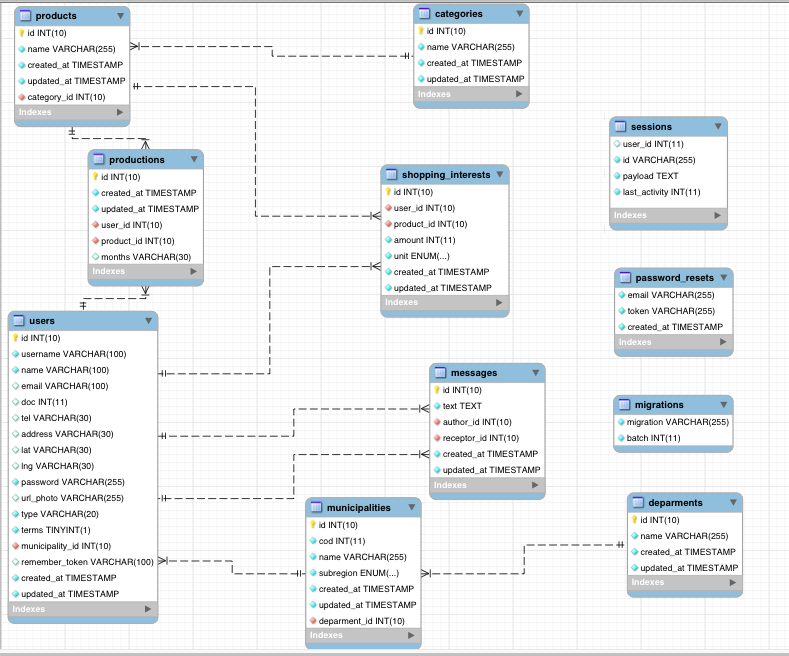 products
id INT(10)
name VARCHAR(255)
created_at TIMESTAMP
updated_at TIMESTAMP
category_id INT(10)
Indexes
categories
id INT(10)
name VARCHAR(255)
created_at TIMESTAMP
updated_at TIMESTAMP
Indexes
sessions
user_id INT(11)
id VARCHAR(255)
payload TEXT
last_activity INT(11)
Indexes
productions
id INT(10)
created_at TIMESTAMP
updated_at TIMESTAMP
user_id INT(10)
product_id INT(10)
months VARCHAR(30)
Indexes
shopping_interests
id INT(10)
user_id INT(10)
product_id INT(10)
amount INT(11)
unit ENUM(...)
created_at TIMESTAMP
updated_at TIMESTAMP
Indexes
password_resets
email VARCHAR(255)
token VARCHAR(255)
created_at TIMESTAMP
Indexes
users
id INT(10)
username VARCHAR(100)
name VARCHAR(100)
email VARCHAR(100)
doc INT(11)
tel VARCHAR(30)
address VARCHAR(30)
lat VARCHAR(30)
lng VARCHAR(30)
password VARCHAR(255)
url_photo VARCHAR(255)
type VARCHAR(20)
terms TINYINT(1)
municipality_id INT(10)
remember_token VARCHAR(100)
created_at TIMESTAMP
updated_at TIMESTAMP
Indexes
messages
id INT(10)
text TEXT
author_id INT(10)
receptor_id INT(10)
created_at TIMESTAMP
updated_at TIMESTAMP
Indexes
migrations
migration VARCHAR(255)
batch INT(11)
municipalities
id INT(10)
cod INT(11)
name VARCHAR(255)
subregion ENUM(...)
created_at TIMESTAMP
updated_at TIMESTAMP
deparment_id INT(10)
Indexes
deparments
id INT(10)
name VARCHAR(255)
created_at TIMESTAMP
updated_at TIMESTAMP
Indexes